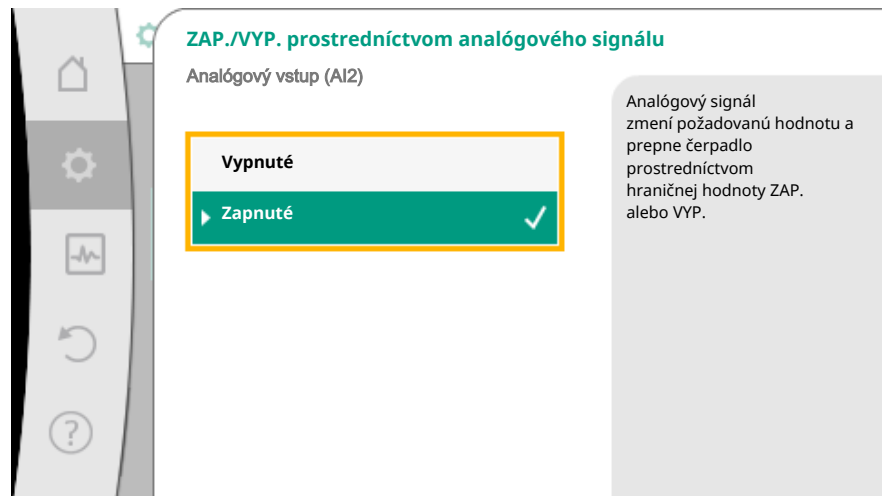 ZAP./VYP. prostredníctvom analógového signálu
Analógový vstup (AI2)
Vypnuté
Zapnuté
Analógový signál
zmení požadovanú hodnotu a
prepne čerpadlo
prostredníctvom
hraničnej hodnoty ZAP.
alebo VYP.